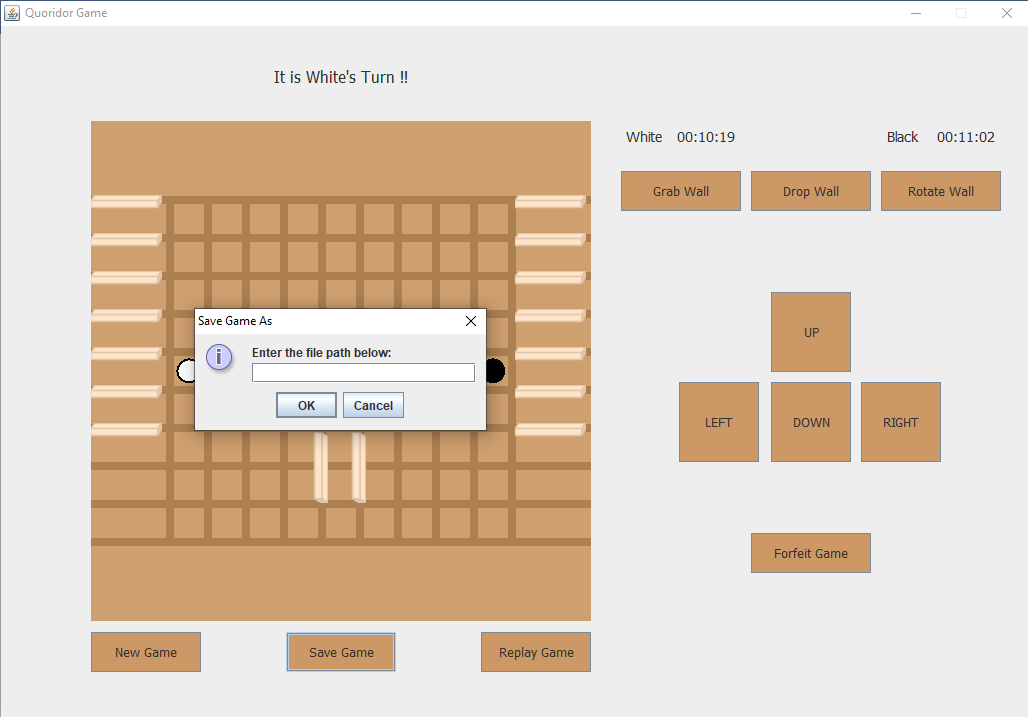 Quoridor Game
It is White's Turn !!
White 00:10:19 Black 00:11:02
Grab Wall Drop Wall Rotate Wall
Save Game As
Enter the file path below:
OK Cancel
UP
LEFT DOWN RIGHT
Forfeit Game
New Game Save Game Replay Game